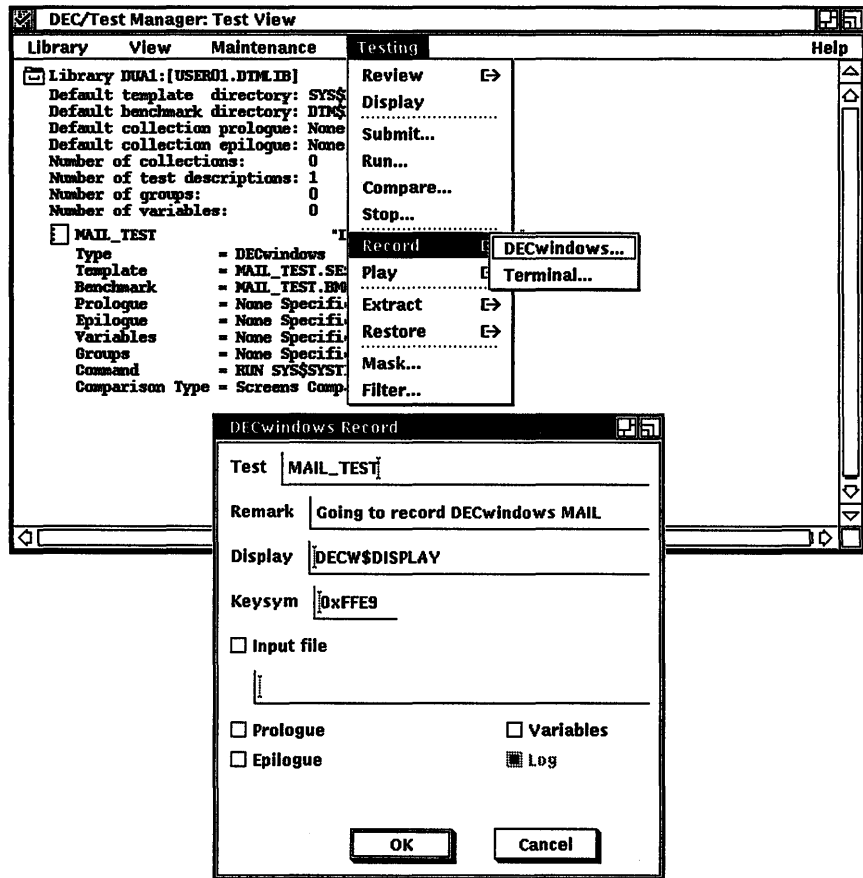 DEC/Test Manager: Test View
Library View Maintenance Testing Help
Library DUA1:[USER01.DTMLIB]
Default template directory: SYS$
Default benchmark directory: DTM$
Default collection prologue: None
Default collection epilogue: None
Number of collections: 0
Number of test descriptions: 1
Number of groups: 0
Number of variables: 0
MAIL_TEST "I
Type = DECwindows
Template = MAIL_TEST.SE
Benchmark = MAIL_TEST.BM
Prologue = None Specifi
Epilogue = None Specifi
Variables = None Specifi
Groups = None Specifi
Command = RUN SYS$SYST
Comparison Type = Screens Comp
Review
Display
Submit...
Run...
Compare...
Stop...
Record
Play
Extract
Restore
Mask...
Filter...
DECwindows...
Terminal...
DECwindows Record
Test MAIL_TEST
Remark Going to record DECwindows MAIL
Display DECW$DISPLAY
Keysym 0xFFE9
Input file
Prologue Variables
Epilogue Log
OK Cancel